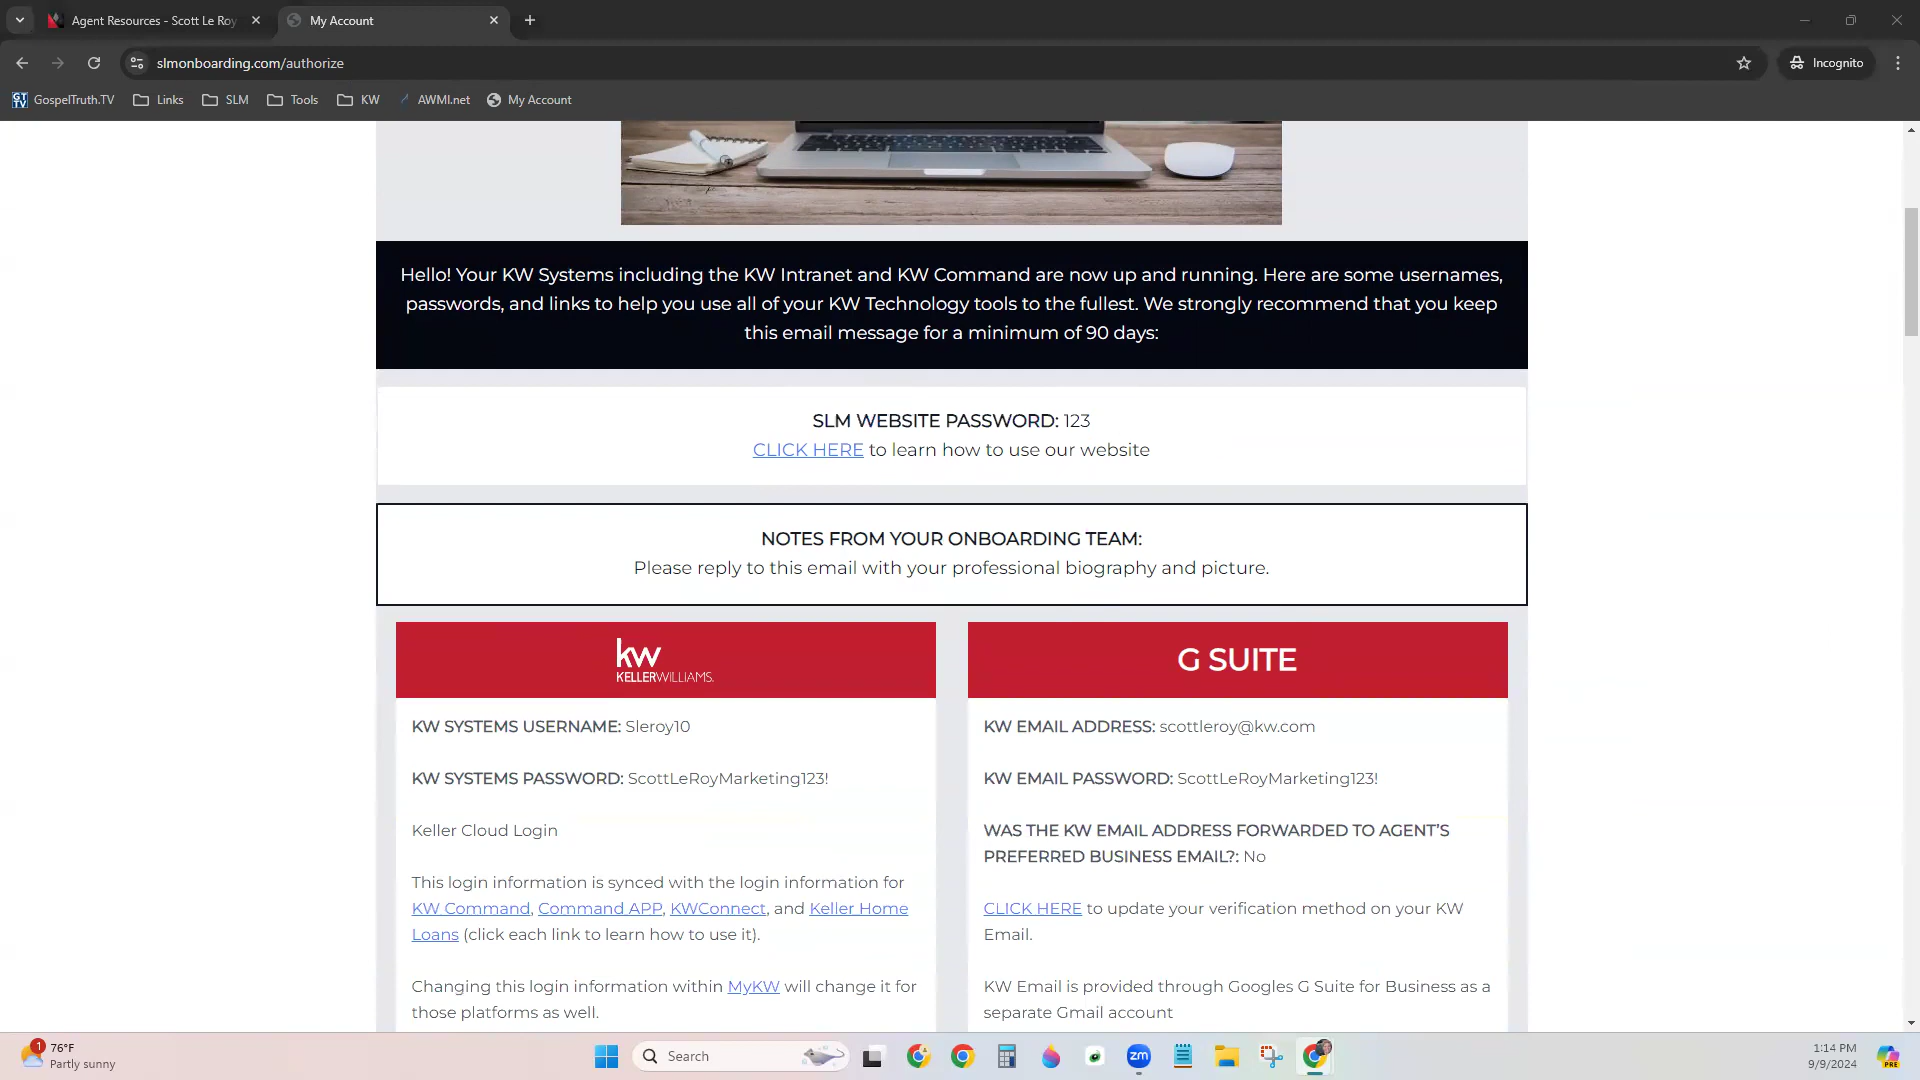 Agent Resources - Scott Le Roy
My Account
slmonboarding.com/authorize
Incognito
GospelTruth.TV
Links
SLM
Tools
KW
AWMI.net
My Account
Hello! Your KW Systems including the KW Intranet and KW Command are now up and running. Here are some usernames,
passwords, and links to help you use all of your KW Technology tools to the fullest. We strongly recommend that you keep
this email message for a minimum of 90 days:
SLM WEBSITE PASSWORD: 123
CLICK HERE to learn how to use our website
NOTES FROM YOUR ONBOARDING TEAM:
Please reply to this email with your professional biography and picture.
kw
KELLERWILLIAMS.
KW SYSTEMS USERNAME: Sleroy10
KW SYSTEMS PASSWORD: ScottLeRoyMarketing123!
Keller Cloud Login
This login information is synced with the login information for
KW Command, Command APP, KWConnect, and Keller Home
Loans (click each link to learn how to use it).
Changing this login information within MyKW will change it for
those platforms as well.
G SUITE
KW EMAIL ADDRESS: scottleroy@kw.com
KW EMAIL PASSWORD: ScottLeRoyMarketing123!
WAS THE KW EMAIL ADDRESS FORWARDED TO AGENT'S
PREFERRED BUSINESS EMAIL?: No
CLICK HERE to update your verification method on your KW
Email.
KW Email is provided through Googles G Suite for Business as a
separate Gmail account
1
76°F
Partly sunny
Search
zm
PRE
1:14 PM
9/9/2024